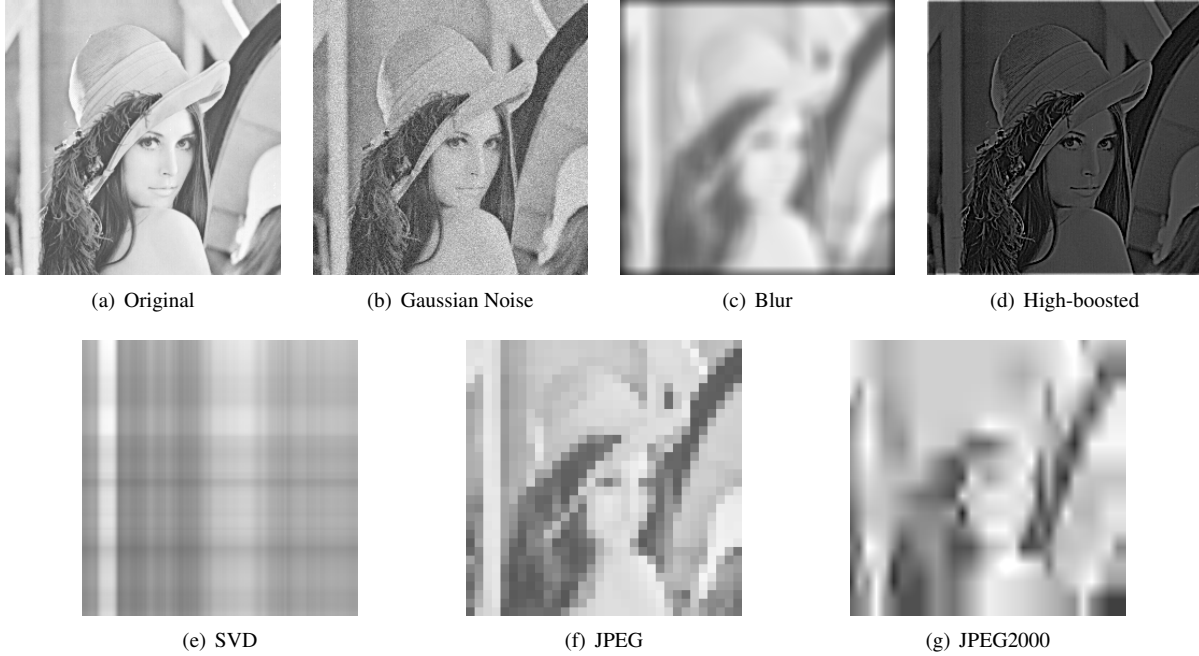 (a) Original
(b) Gaussian Noise
(c) Blur
(d) High-boosted
(e) SVD
(f) JPEG
(g) JPEG2000